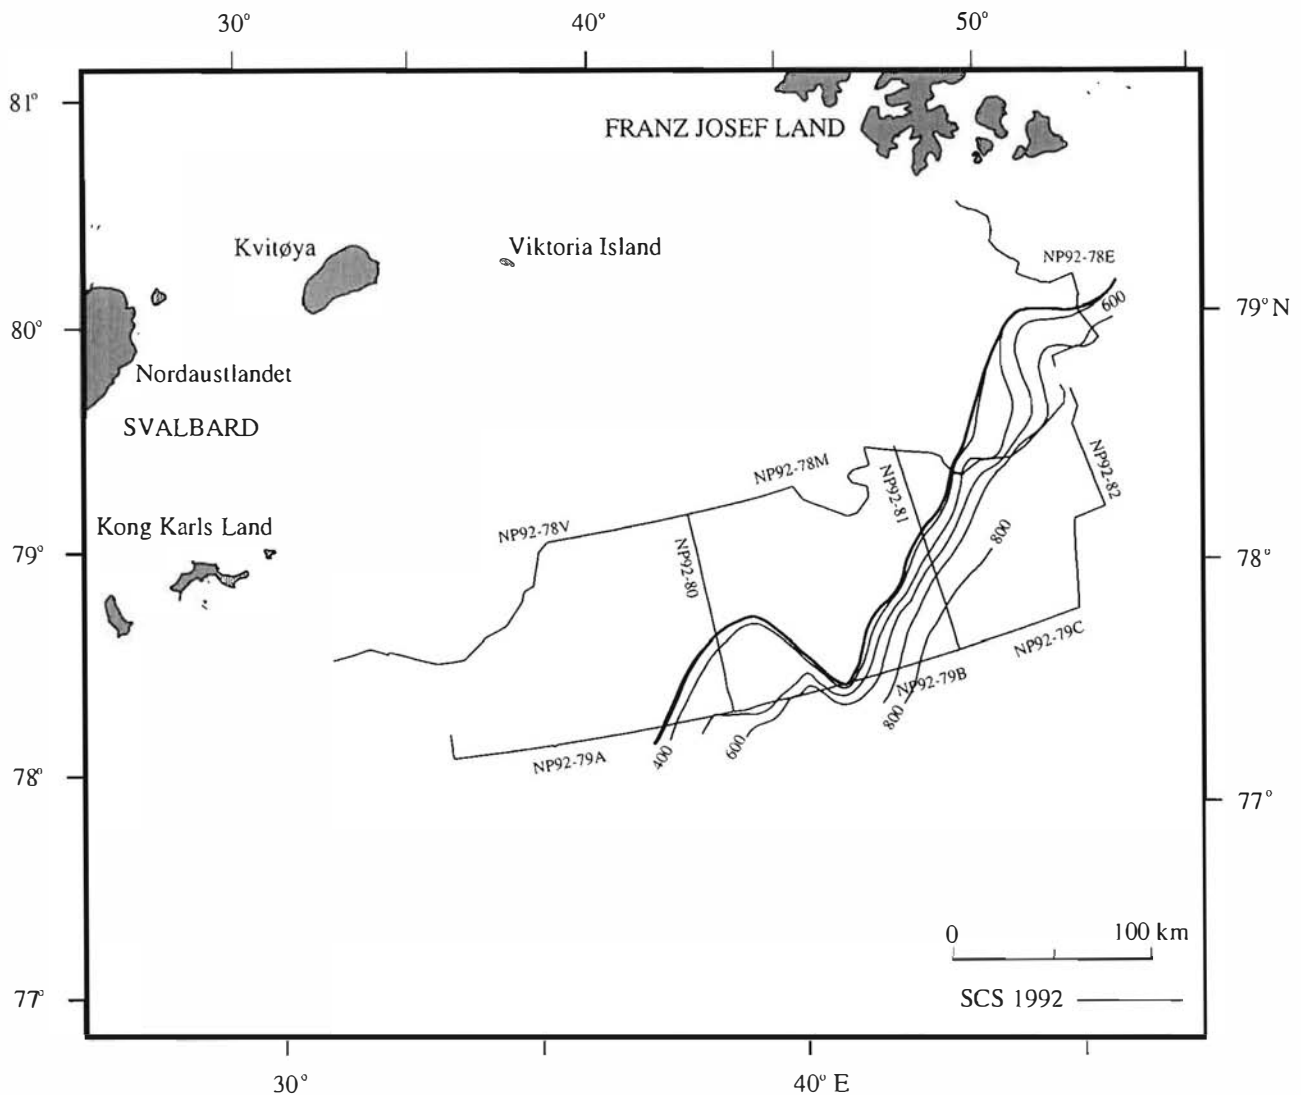 30°
40°
50°
81°
FRANZ JOSEF LAND
Kvitøya
Viktoria Island
NP92-78E
600
79° N
80°
Nordaustlandet
SVALBARD
NP92-78M
NP92-81
NP92-82
Kong Karls Land
NP92-78V
NP92-80
800
79°
78°
NP92-79C
NP92-79B
800
600
400
NP92-79A
78°
77°
0
100 km
SCS 1992
77°
30°
40° E